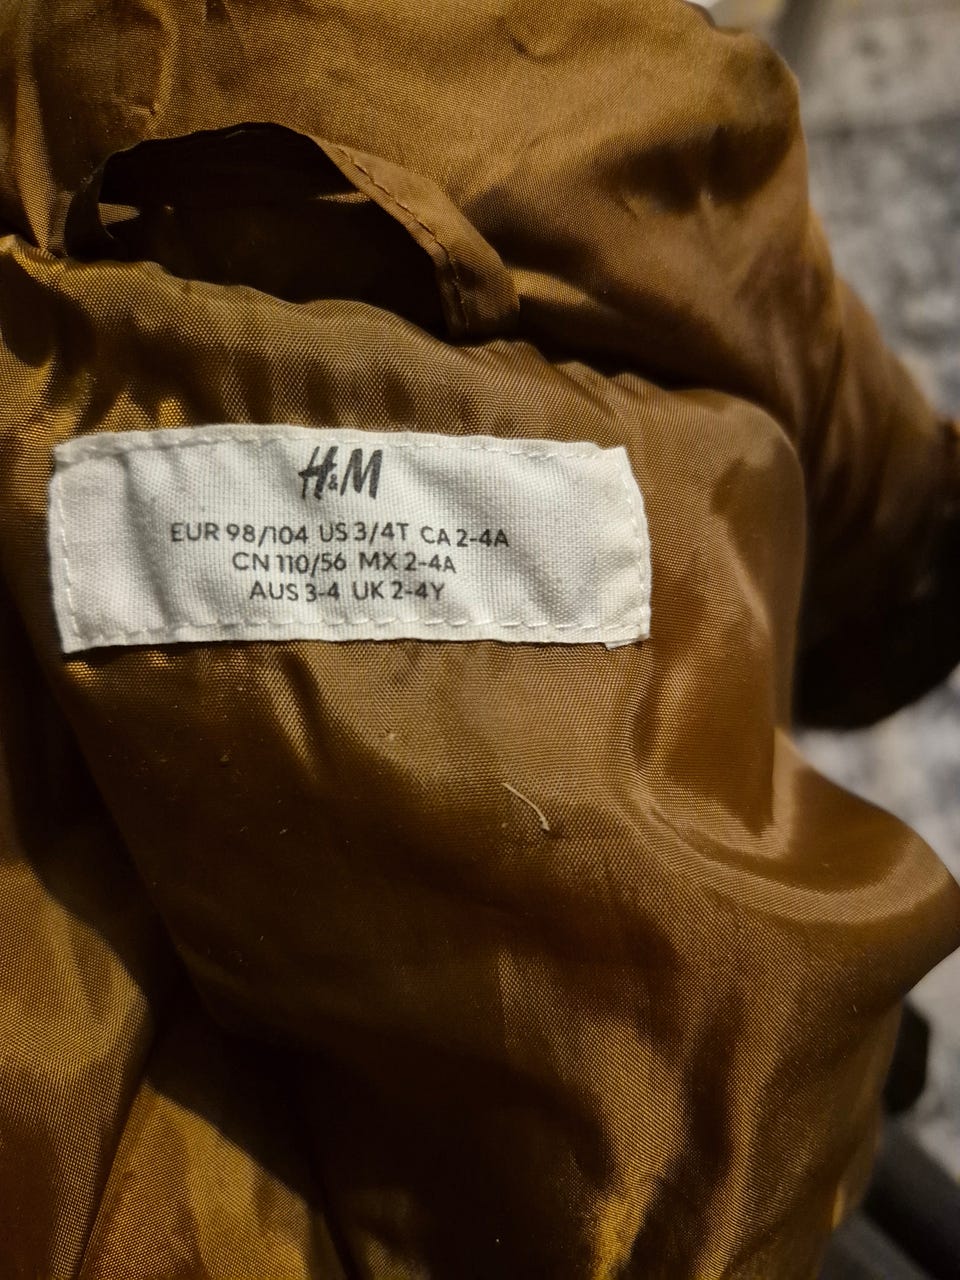 H&M
EUR 98/104 US 3/4T CA 2-4A
CN 110/56 MX 2-4A
AUS 3-4 UK 2-4Y